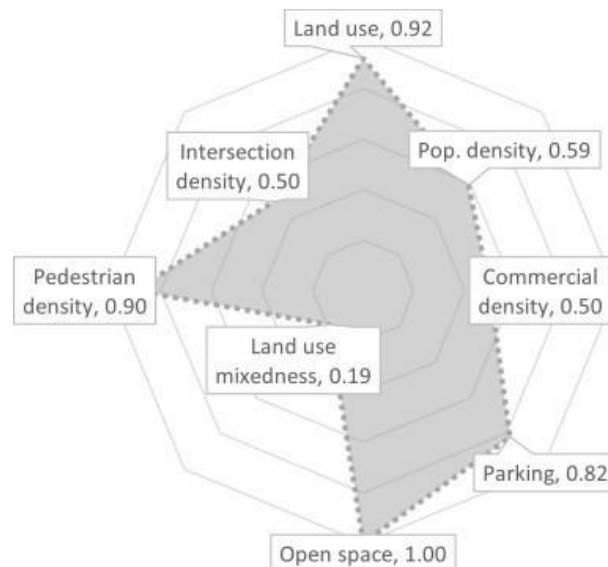 Land use, 0.92
Pop. density, 0.59
Intersection
density, 0.50
Pedestrian
density, 0.90
Commercial
density, 0.50
Land use
mixedness, 0.19
Parking, 0.82
Open space, 1.00